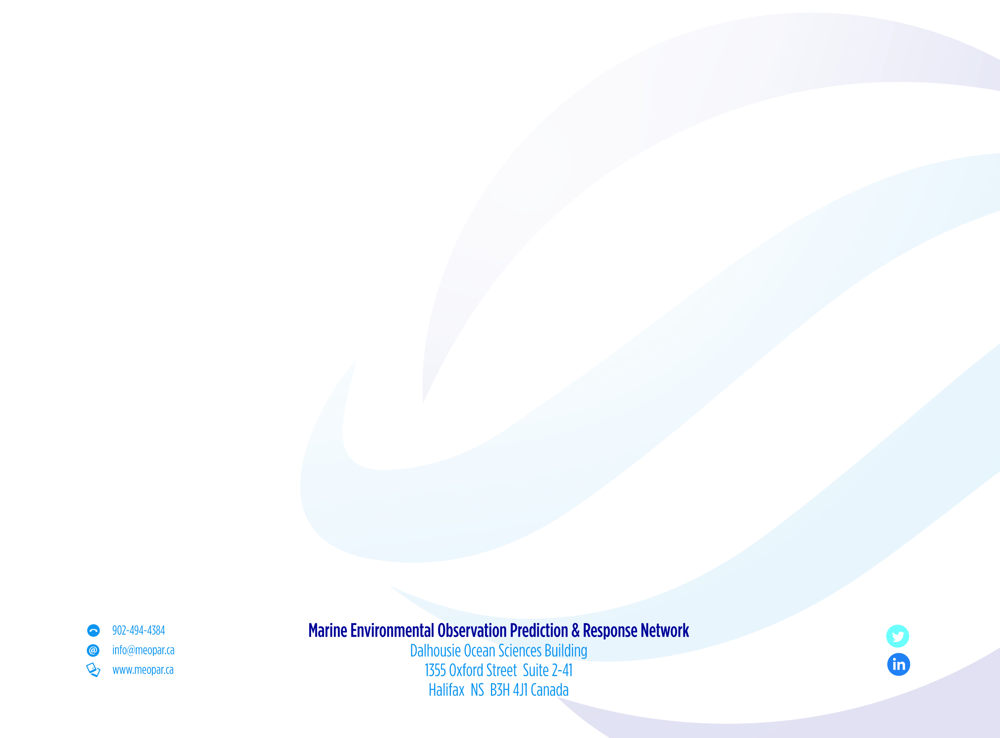 902-494-4384
info@meopar.ca
www.meopar.ca
Marine Environmental Observation Prediction & Response Network
Dalhousie Ocean Sciences Building
1355 Oxford Street Suite 2-41
Halifax NS B3H 4J1 Canada
in